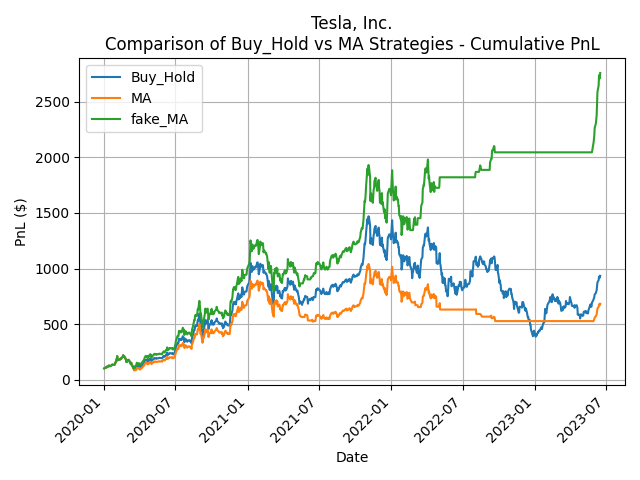 Tesla, Inc.
Comparison of Buy_Hold vs MA Strategies - Cumulative PnL
Buy_Hold
MA
fake_MA
PnL ($)
2500
2000
1500
1000
500
0
2020-01
2020-07
2021-01
2021-07
2022-01
2022-07
2023-01
2023-07
Date